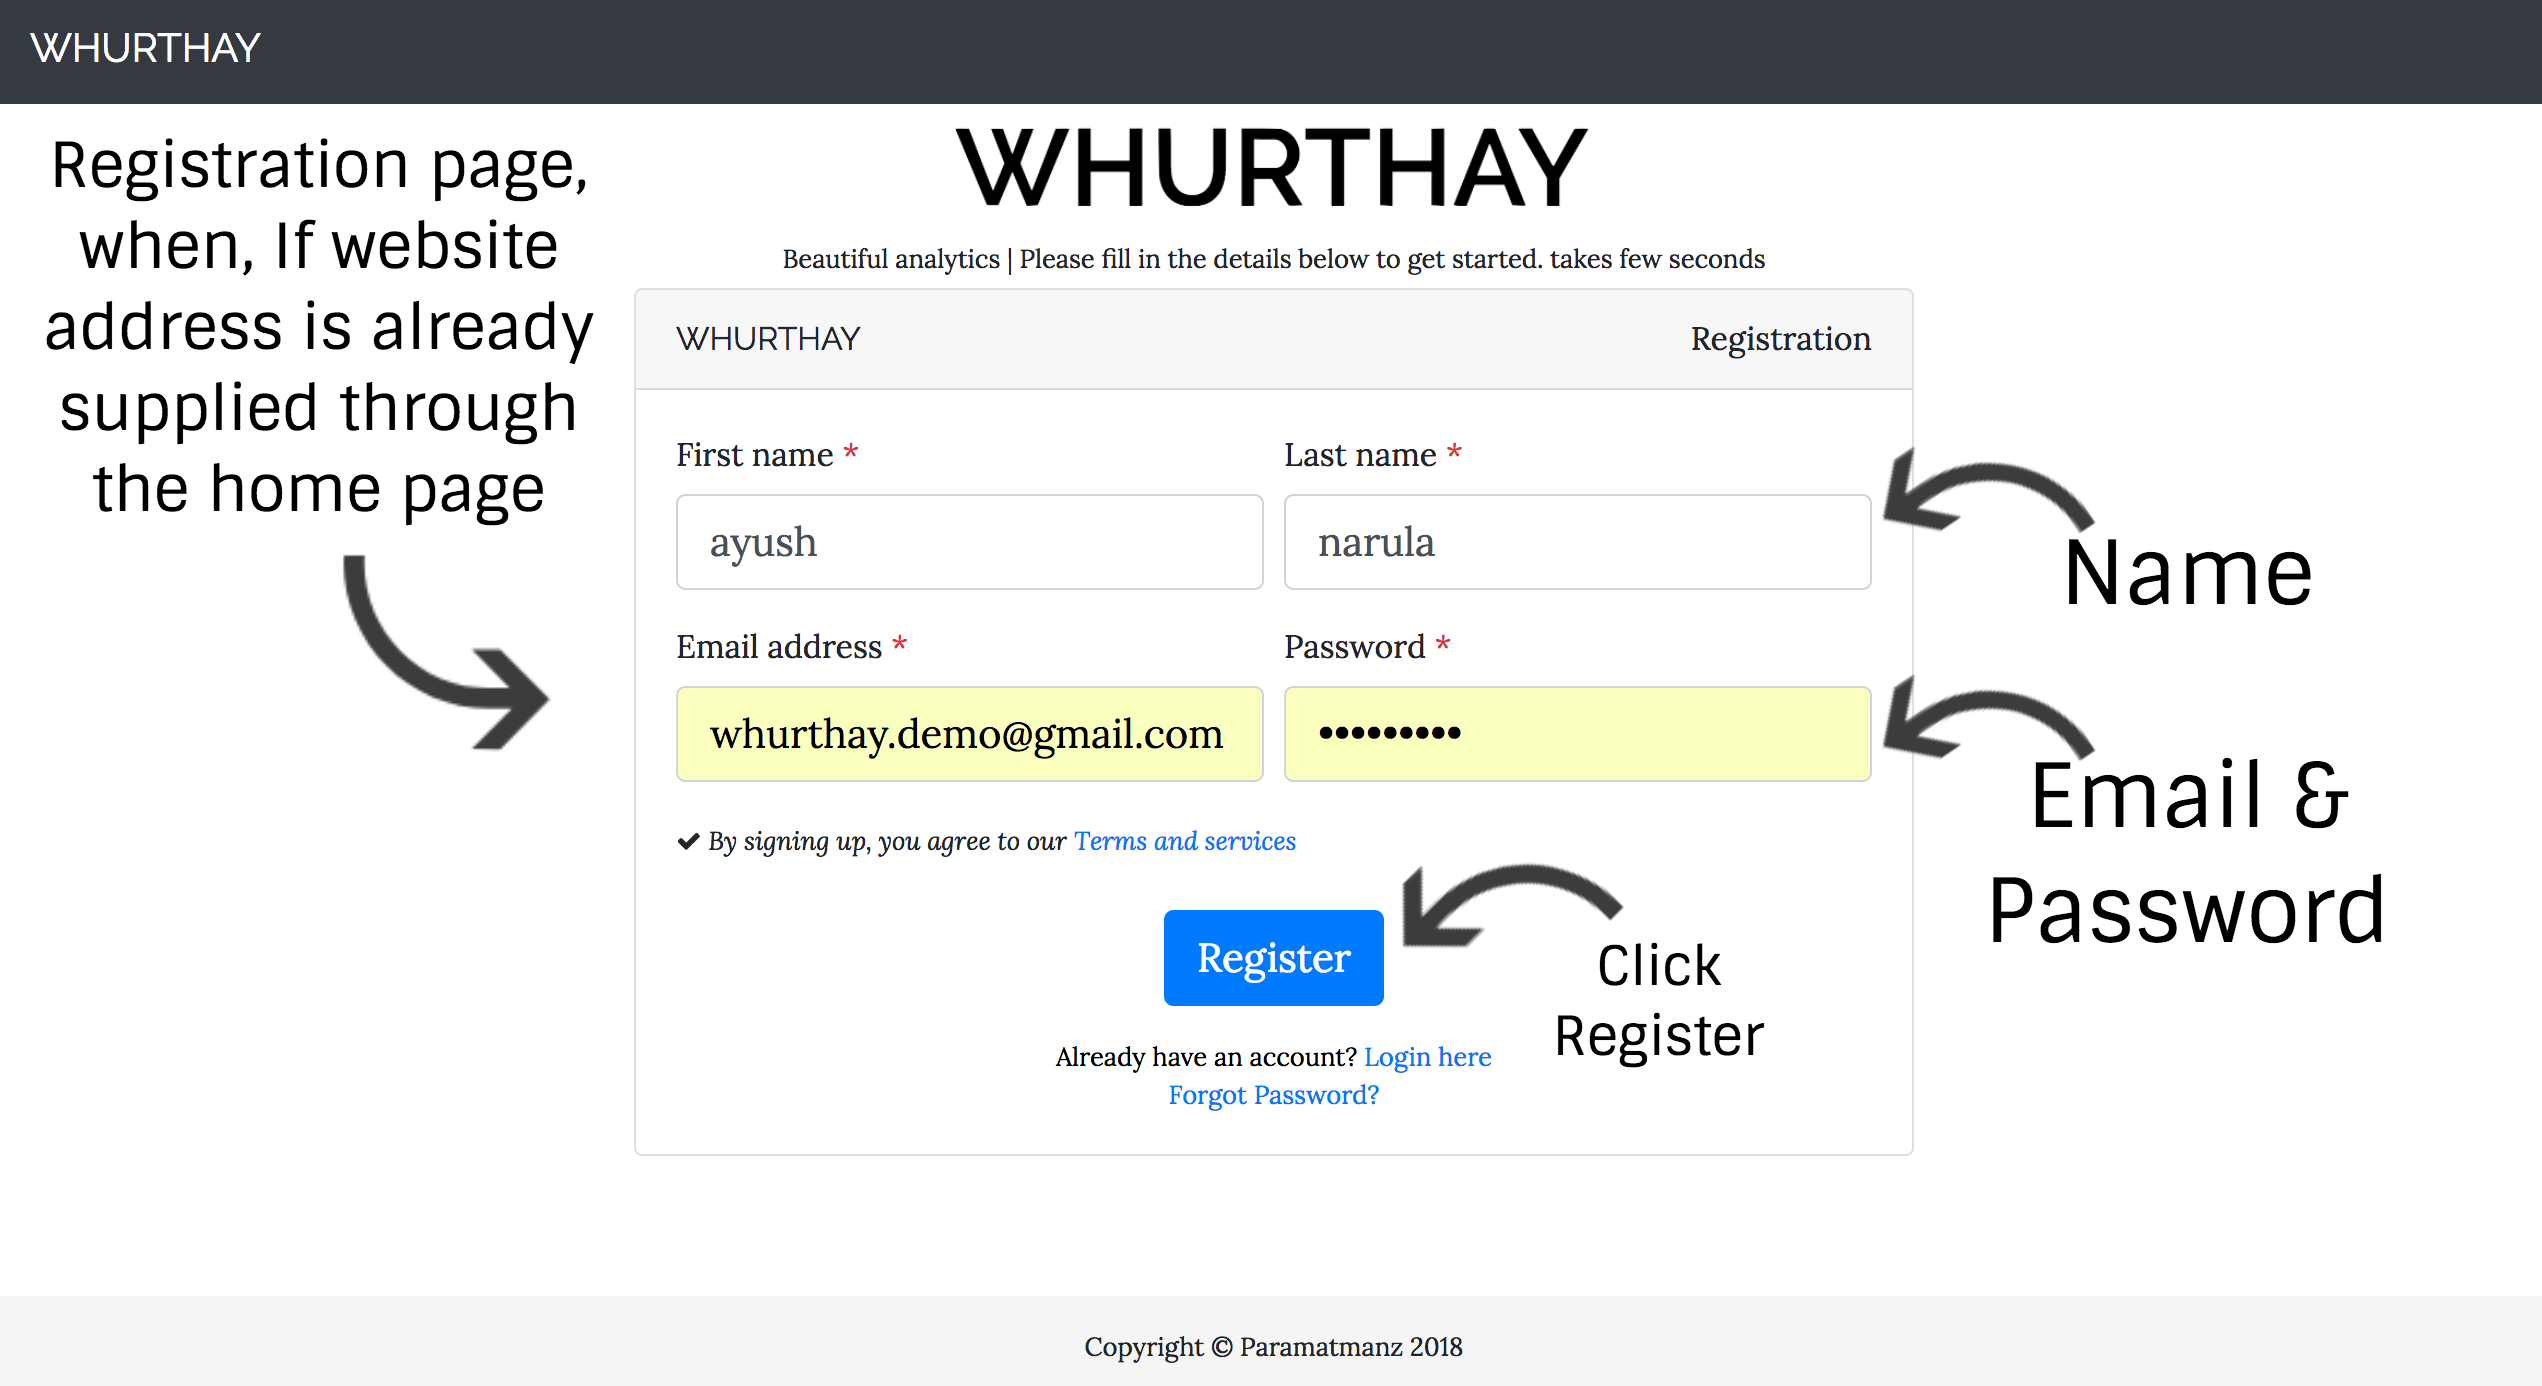 WHURTHAY
Registration page,
when, If website
address is already
supplied through
the home page
WHURTHAY
Beautiful analytics | Please fill in the details below to get started. takes few seconds
WHURTHAY Registration
First name * Last name *
ayush narula
Name
Email address * Password *
whurthay.demo@gmail.com •••••••••
Email &
Password
✔ By signing up, you agree to our Terms and services
Register
Click
Register
Already have an account? Login here
Forgot Password?
Copyright © Paramatmanz 2018